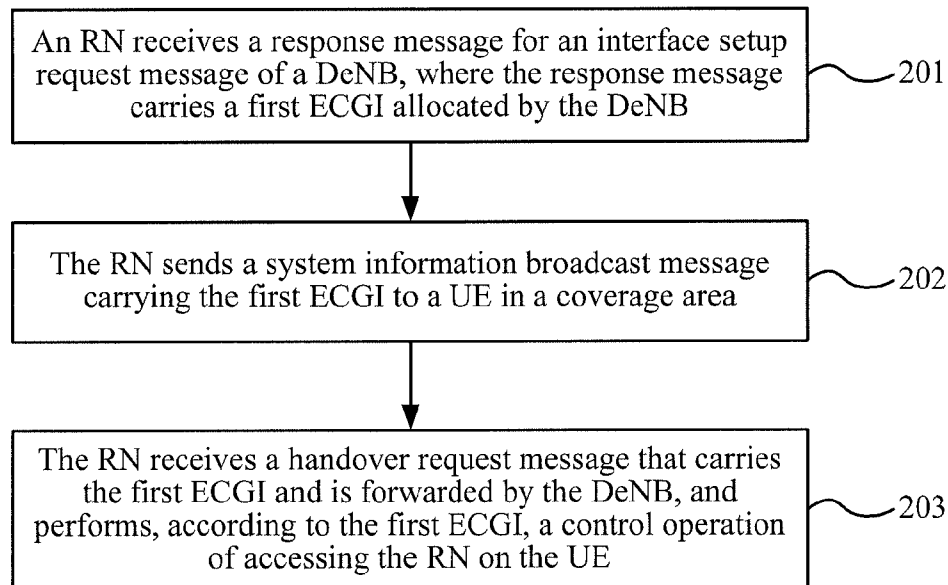 An RN receives a response message for an interface setup
request message of a DeNB, where the response message
carries a first ECGI allocated by the DeNB
201
The RN sends a system information broadcast message
carrying the first ECGI to a UE in a coverage area
202
The RN receives a handover request message that carries
the first ECGI and is forwarded by the DeNB, and
performs, according to the first ECGI, a control operation
of accessing the RN on the UE
203